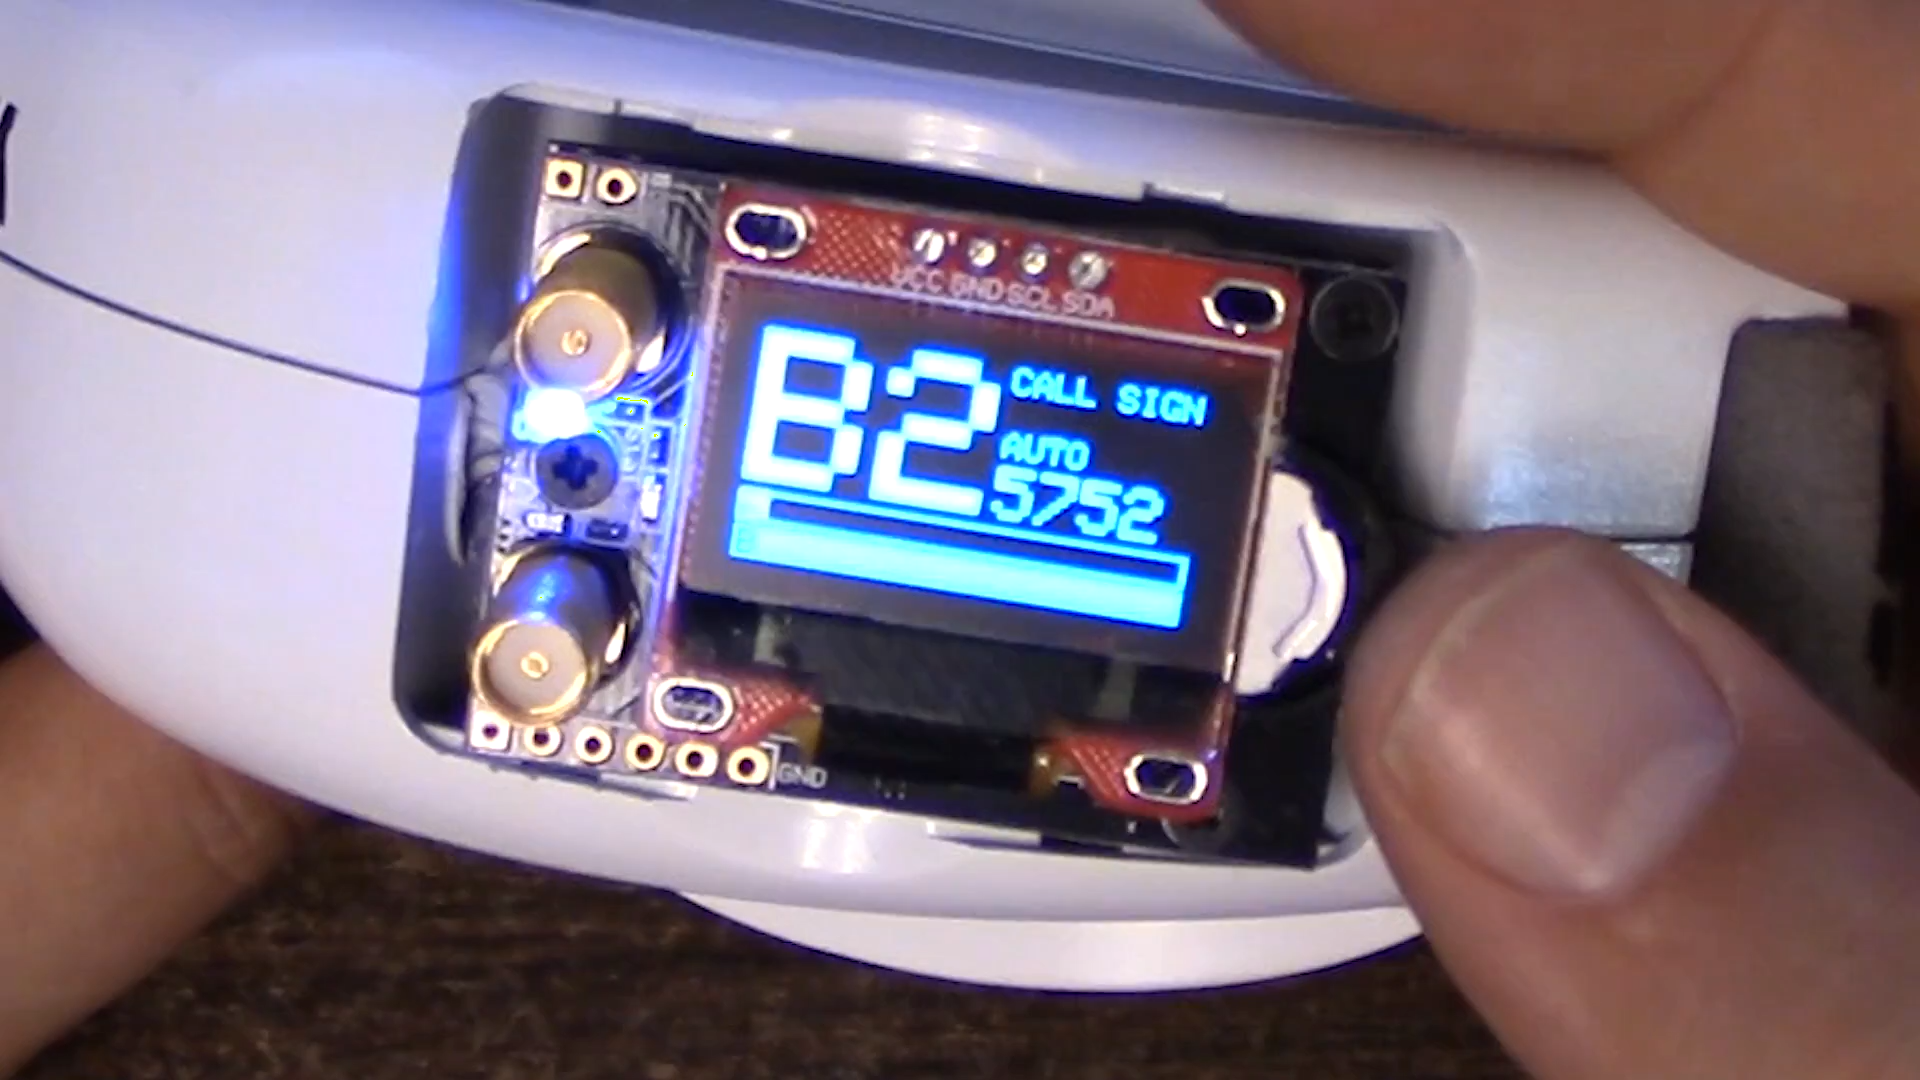 VCC GND SCL SDA
B2
CALL SIGN
AUTO
5752
GND